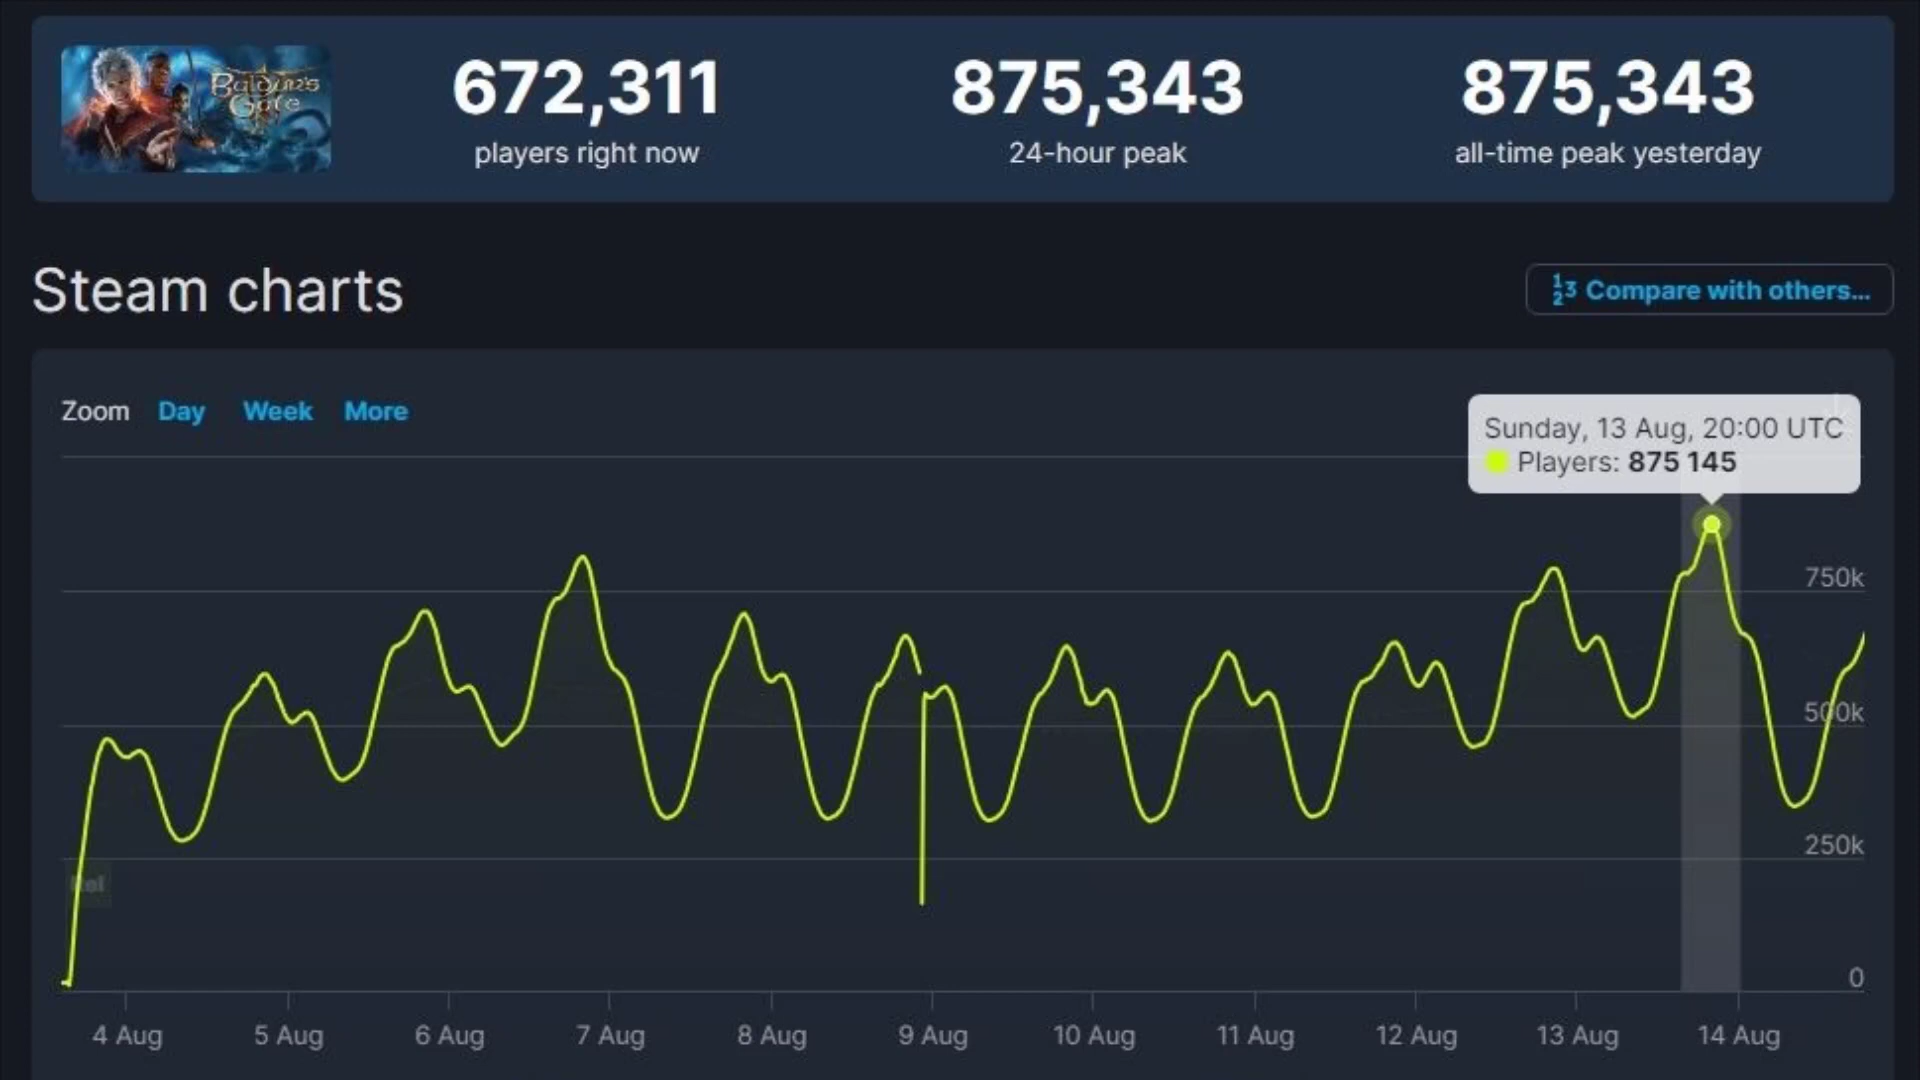 Baldur's
Gate
672,311
players right now
875,343
24-hour peak
875,343
all-time peak yesterday
Steam charts
Compare with others...
Zoom Day Week More
Sunday, 13 Aug, 20:00 UTC
Players: 875 145
750k
500k
250k
0
4 Aug 5 Aug 6 Aug 7 Aug 8 Aug 9 Aug 10 Aug 11 Aug 12 Aug 13 Aug 14 Aug